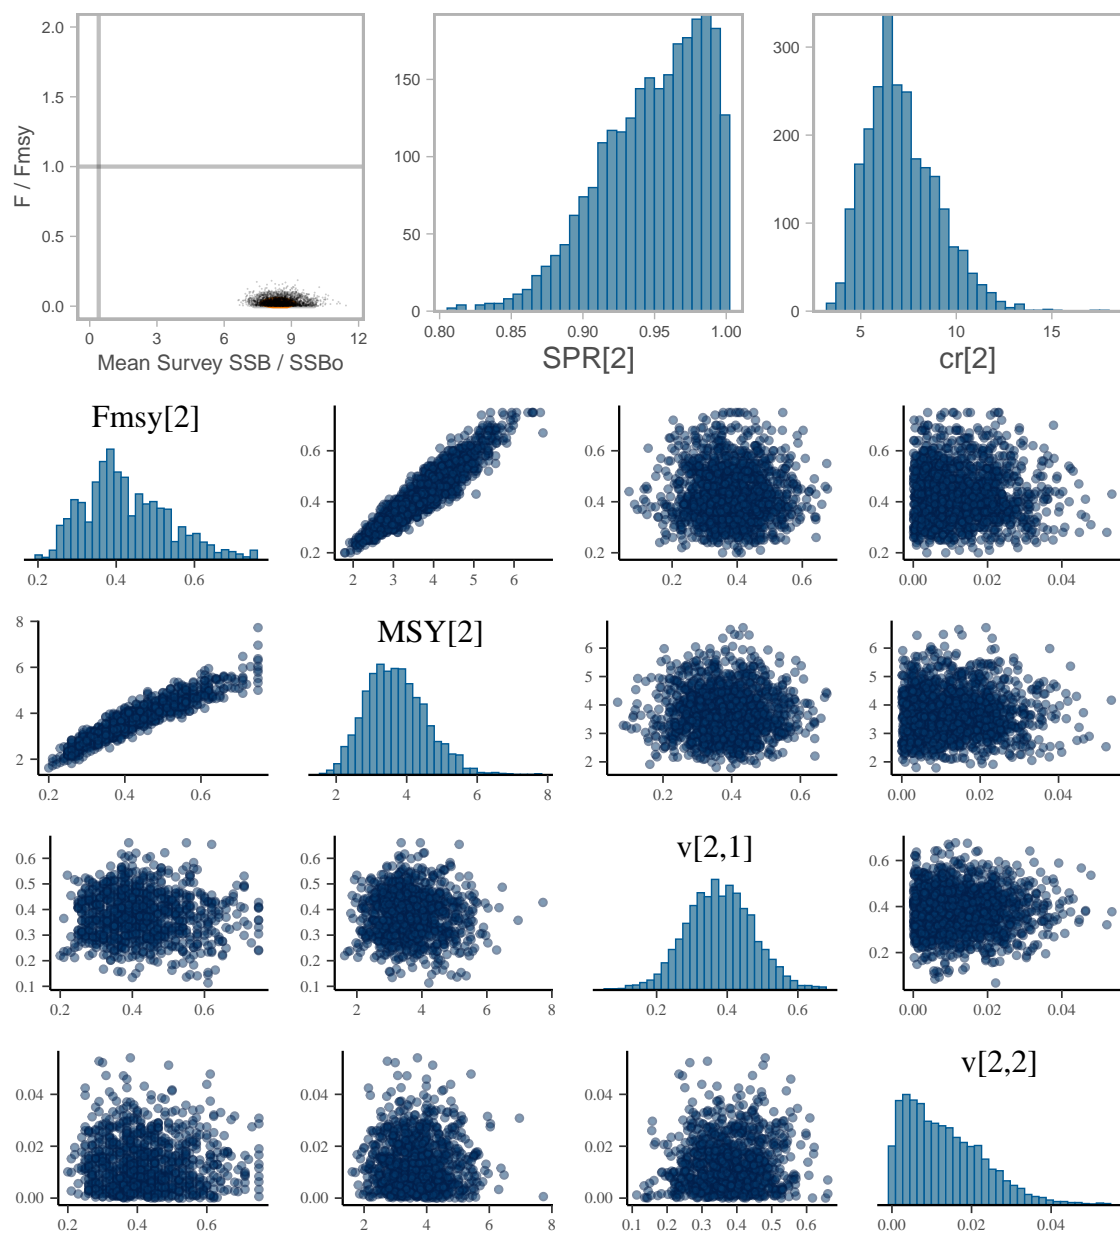 2.0
1.5
1.0
0.5
0.0
F / Fmsy
0 3 6 9 12
Mean Survey SSB / SSBo
150
100
50
0
0.80 0.85 0.90 0.95 1.00
SPR[2]
300
200
100
0
5 10 15
cr[2]
Fmsy[2]
0.2 0.4 0.6
0.6
0.4
0.2
2 3 4 5 6
0.6
0.4
0.2
0.2 0.4 0.6
0.6
0.4
0.2
0.00 0.02 0.04
8
6
4
2
0.2 0.4 0.6
MSY[2]
2 4 6 8
6
5
4
3
2
0.2 0.4 0.6
6
5
4
3
2
0.00 0.02 0.04
0.6
0.5
0.4
0.3
0.2
0.1
0.2 0.4 0.6
0.6
0.5
0.4
0.3
0.2
0.1
2 4 6 8
v[2,1]
0.2 0.4 0.6
0.6
0.4
0.2
0.00 0.02 0.04
0.04
0.02
0.00
0.2 0.4 0.6
0.04
0.02
0.00
2 4 6 8
0.04
0.02
0.00
0.1 0.2 0.3 0.4 0.5 0.6
v[2,2]
0.00 0.02 0.04